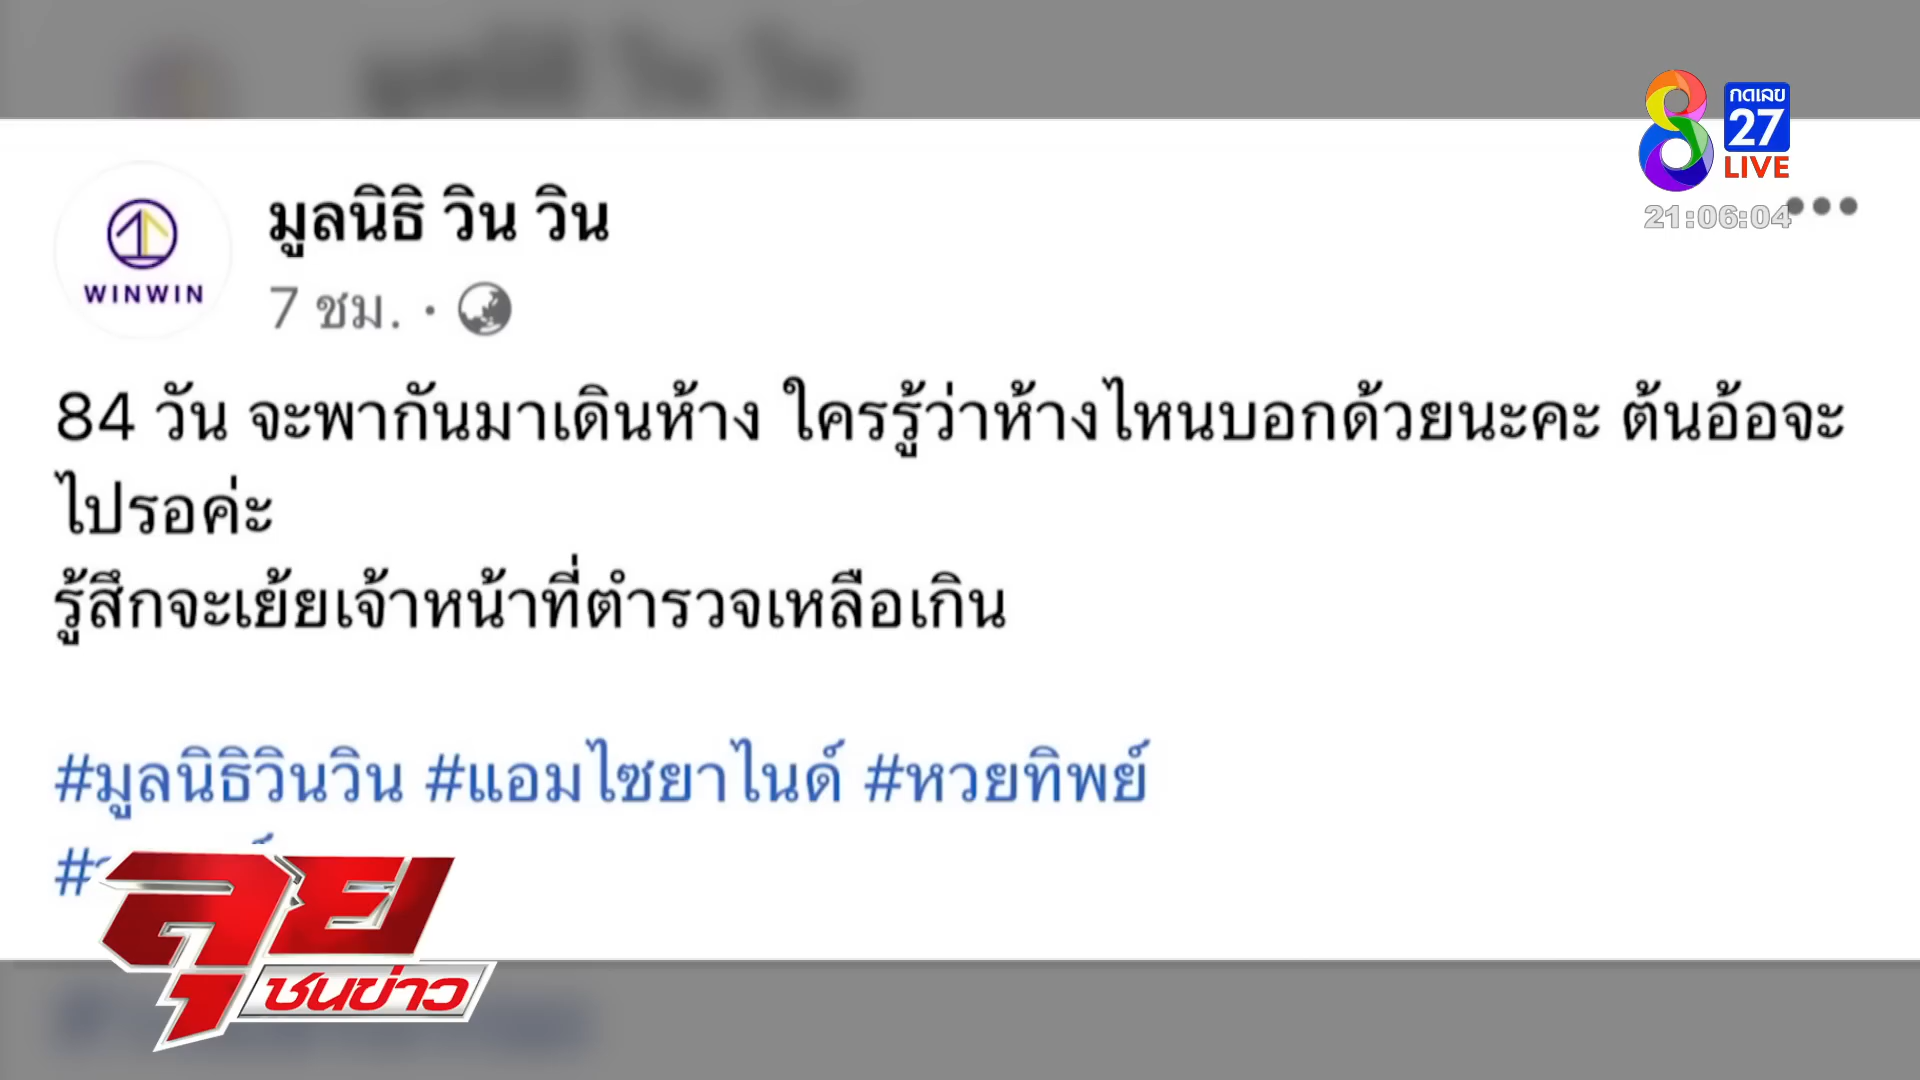 กดเลข
27
LIVE
21:06:04
WINWIN
มูลนิธิ วิน วิน
7 ชม.
84 วัน จะพากันมาเดินห้าง ใครรู้ว่าห้างไหนบอกด้วยนะคะ ต้นอ้อจะ
ไปรอค่ะ
รู้สึกจะเย้ยเจ้าหน้าที่ตำรวจเหลือเกิน
#มูลนิธิวินวิน #แอมไซยาไนด์ #หวยทิพย์
ลุย
ชนข่าว